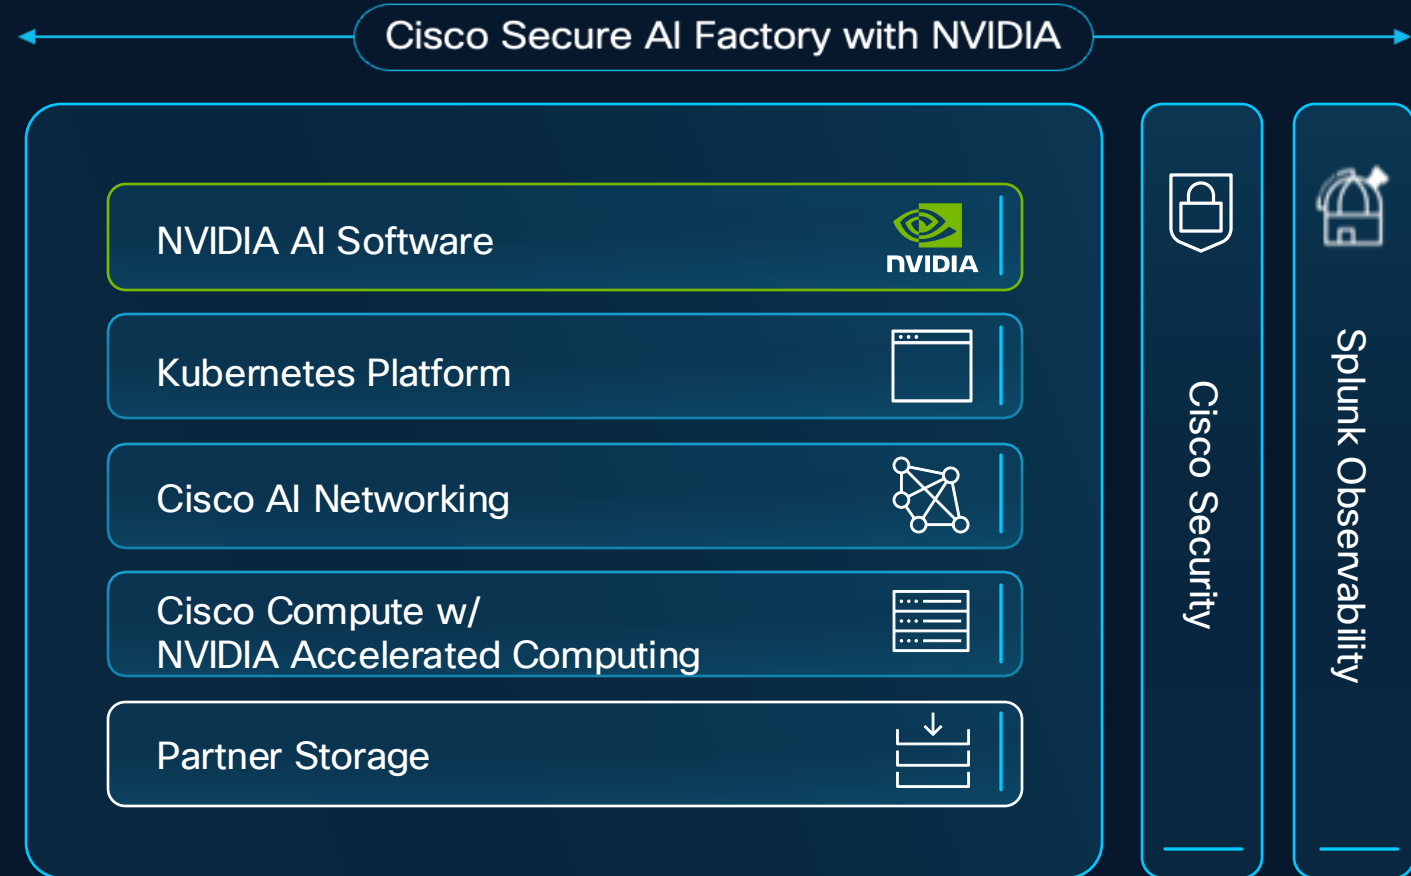 Cisco Secure AI Factory with NVIDIA
NVIDIA AI Software
NVIDIA
Kubernetes Platform
Cisco AI Networking
Cisco Compute w/
NVIDIA Accelerated Computing
Partner Storage
Cisco Security
Splunk Observability